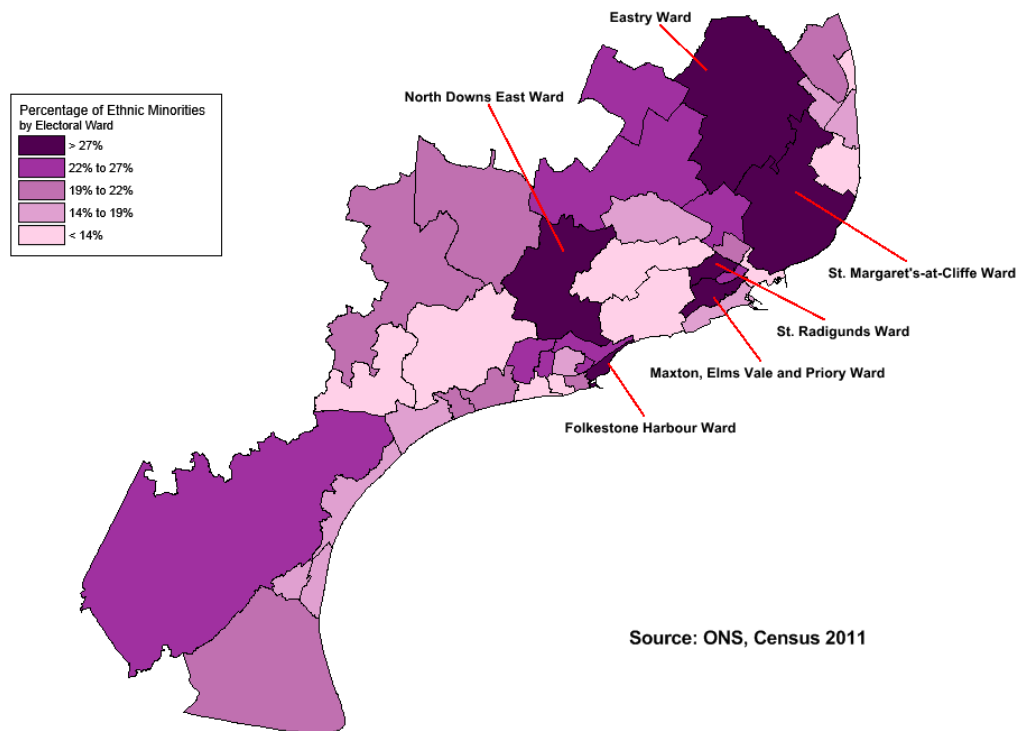 Eastry Ward
North Downs East Ward
Percentage of Ethnic Minorities
by Electoral Ward
> 27%
22% to 27%
19% to 22%
14% to 19%
< 14%
St. Margaret's-at-Cliffe Ward
St. Radigunds Ward
Maxton, Elms Vale and Priory Ward
Folkestone Harbour Ward
Source: ONS, Census 2011